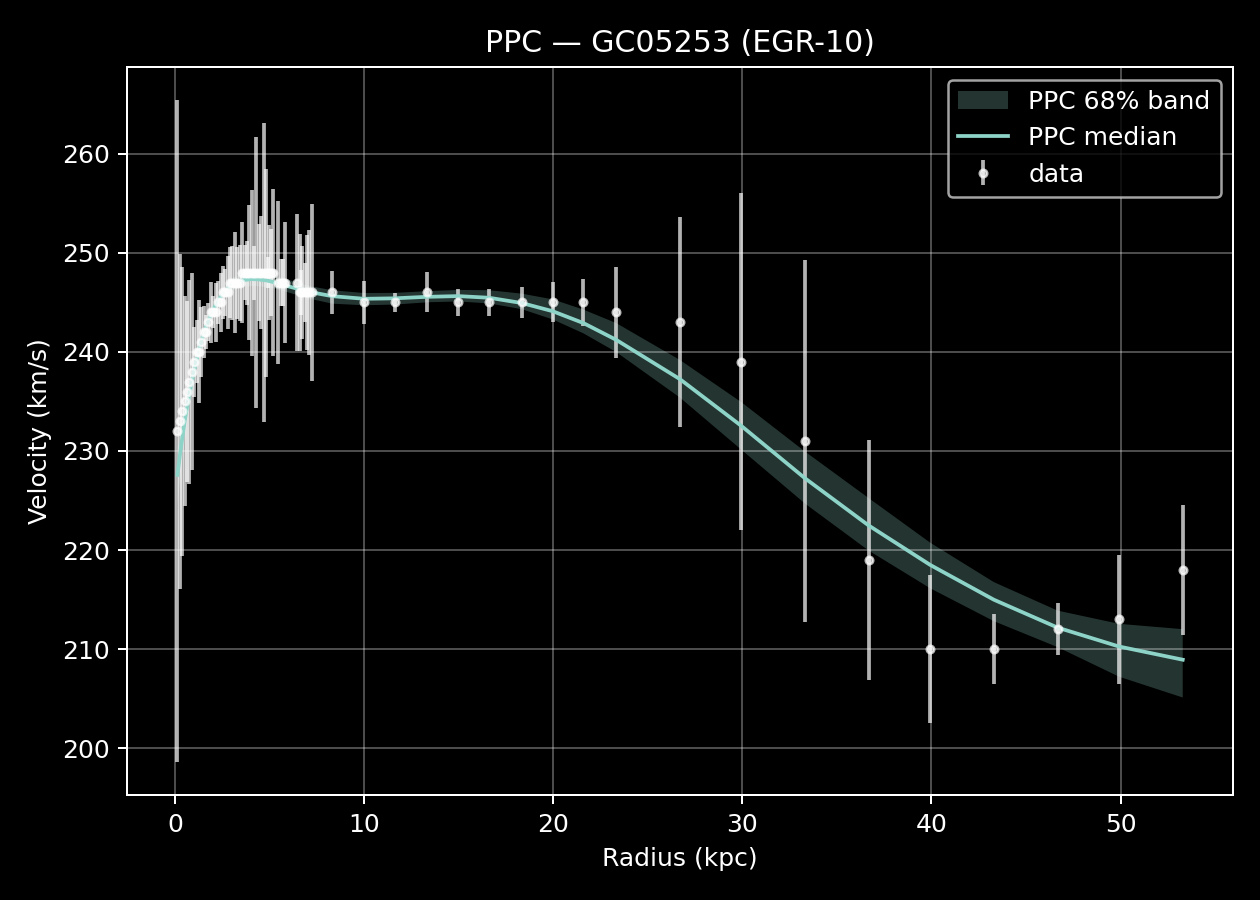 PPC — GC05253 (EGR-10)
PPC 68% band
PPC median
data
Velocity (km/s)
260
250
240
230
220
210
200
0 10 20 30 40 50
Radius (kpc)